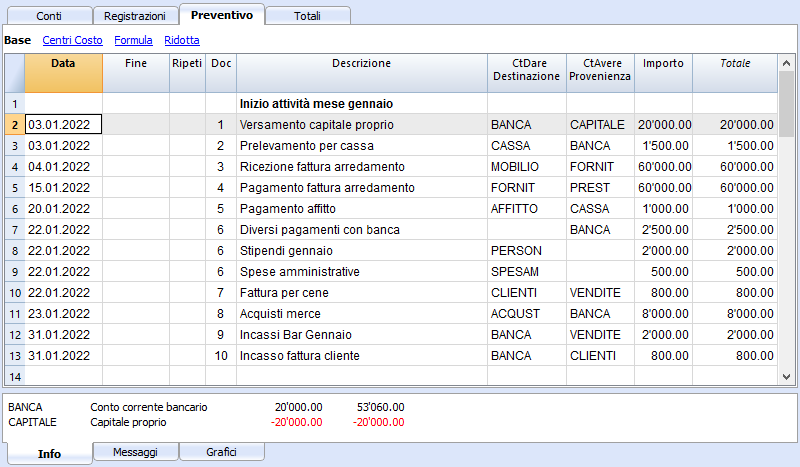 Conti Registrazioni Preventivo Totali
Base Centri Costo Formula Ridotta
Data Fine Ripeti Doc Descrizione CtDare Destinazione CtAvere Provenienza Importo Totale
1 Inizio attività mese gennaio
2 03.01.2022 1 Versamento capitale proprio BANCA CAPITALE 20'000.00 20'000.00
3 03.01.2022 2 Prelevamento per cassa CASSA BANCA 1'500.00 1'500.00
4 04.01.2022 3 Ricezione fattura arredamento MOBILIO FORNIT 60'000.00 60'000.00
5 15.01.2022 4 Pagamento fattura arredamento FORNIT PREST 60'000.00 60'000.00
6 20.01.2022 5 Pagamento affitto AFFITTO CASSA 1'000.00 1'000.00
7 22.01.2022 6 Diversi pagamenti con banca BANCA 2'500.00 2'500.00
8 22.01.2022 6 Stipendi gennaio PERSON 2'000.00 2'000.00
9 22.01.2022 6 Spese amministrative SPESAM 500.00 500.00
10 22.01.2022 7 Fattura per cene CLIENTI VENDITE 800.00 800.00
11 23.01.2022 8 Acquisti merce ACQUST BANCA 8'000.00 8'000.00
12 31.01.2022 9 Incassi Bar Gennaio BANCA VENDITE 2'000.00 2'000.00
13 31.01.2022 10 Incasso fattura cliente BANCA CLIENTI 800.00 800.00
14
BANCA Conto corrente bancario 20'000.00 53'060.00
CAPITALE Capitale proprio -20'000.00 -20'000.00
Info Messaggi Grafici